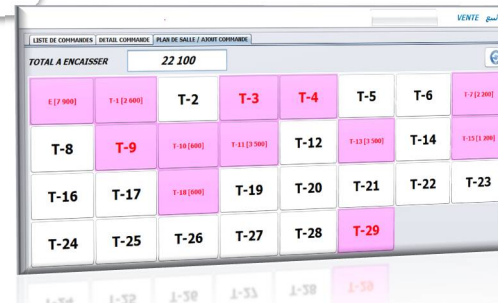 VENTE البيع
LISTE DE COMMANDES DETAIL COMMANDE PLAN DE SALLE / AJOUT COMMANDE
TOTAL A ENCAISSER 22 100
E [7 900] T-1 [2 600] T-2 T-3 T-4 T-5 T-6 T-7 [2 200]
T-8 T-9 T-10 [600] T-11 [3 500] T-12 T-13 [3 500] T-14 T-15 [1 200]
T-16 T-17 T-18 [600] T-19 T-20 T-21 T-22 T-23
T-24 T-25 T-26 T-27 T-28 T-29